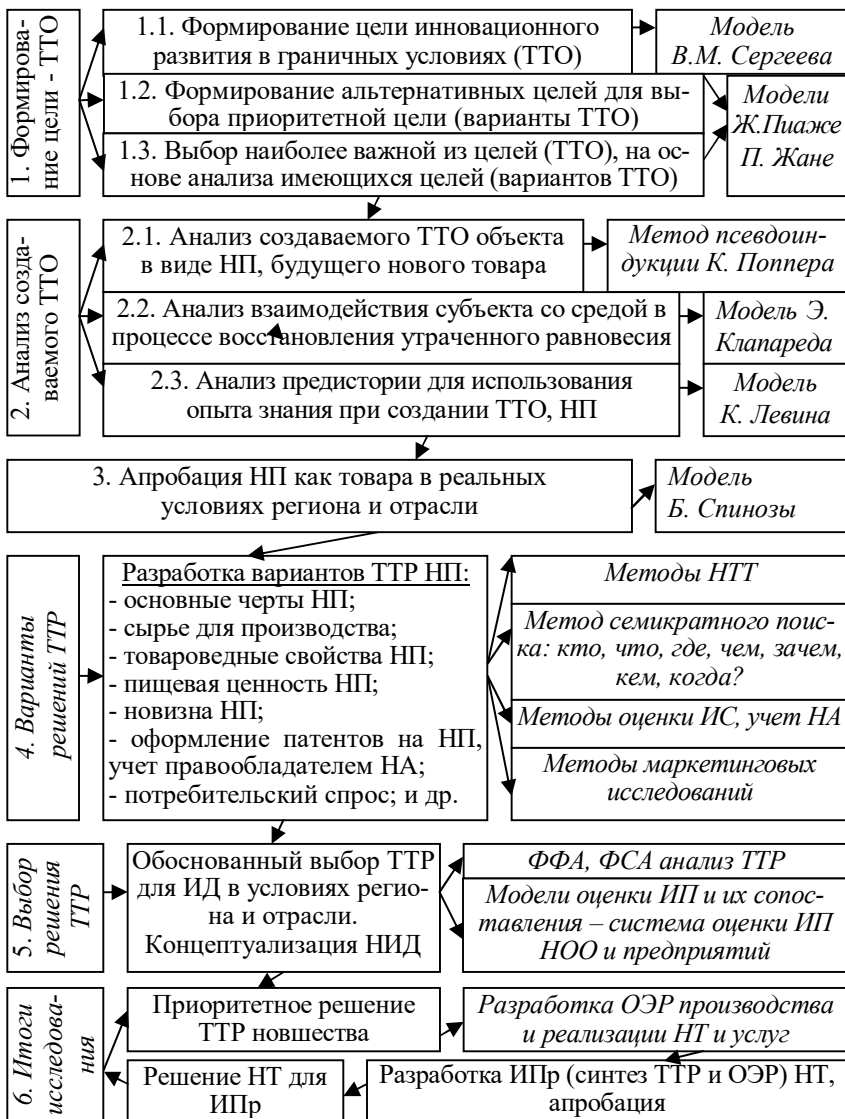 1. Формирова-
ние цели - ТТО
1.1. Формирование цели инновационного
развития в граничных условиях (ТТО)
Модель
В.М. Сергеева
1.2. Формирование альтернативных целей для вы-
бора приоритетной цели (варианты ТТО)
1.3. Выбор наиболее важной из целей (ТТО), на ос-
нове анализа имеющихся целей (вариантов ТТО)
Модели
Ж.Пиаже
П. Жане
2. Анализ созда-
ваемого ТТО
2.1. Анализ создаваемого ТТО объекта
в виде НП, будущего нового товара
Метод псевдоин-
дукции К. Поппера
2.2. Анализ взаимодействия субъекта со средой в
процессе восстановления утраченного равновесия
Модель Э.
Клапареда
2.3. Анализ предистории для использования
опыта знания при создании ТТО, НП
Модель
К. Левина
3. Апробация НП как товара в реальных
условиях региона и отрасли
Модель
Б. Спинозы
4. Варианты
решений ТТР
Разработка вариантов ТТР НП:
- основные черты НП;
- сырье для производства;
- товароведные свойства НП;
- пищевая ценность НП;
- новизна НП;
- оформление патентов на НП,
учет правообладателем НА;
- потребительский спрос; и др.
Методы НТТ
Метод семикратного поис-
ка: кто, что, где, чем, зачем,
кем, когда?
Методы оценки ИС, учет НА
Методы маркетинговых
исследований
5. Выбор
решения
ТТР
Обоснованный выбор ТТР
для ИД в условиях регио-
на и отрасли.
Концептуализация НИД
ФФА, ФСА анализ ТТР
Модели оценки ИП и их сопос-
тавления – система оценки ИП
НОО и предприятий
6. Итоги
исследова-
ния
Приоритетное решение
ТТР новшества
Разработка ОЭР производства
и реализации НТ и услуг
Решение НТ для
ИПр
Разработка ИПр (синтез ТТР и ОЭР) НТ,
апробация